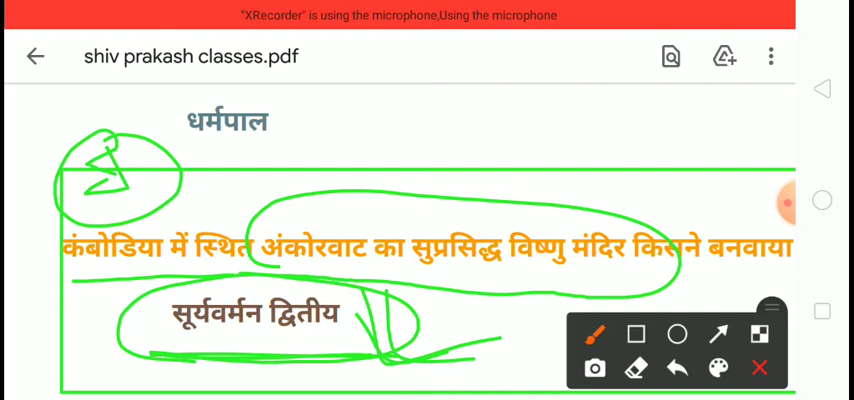 "XRecorder" is using the microphone,Using the microphone
shiv prakash classes.pdf
धर्मपाल
कंबोडिया में स्थित अंकोरवाट का सुप्रसिद्ध विष्णु मंदिर किसने बनवाया
सूर्यवर्मन द्वितीय